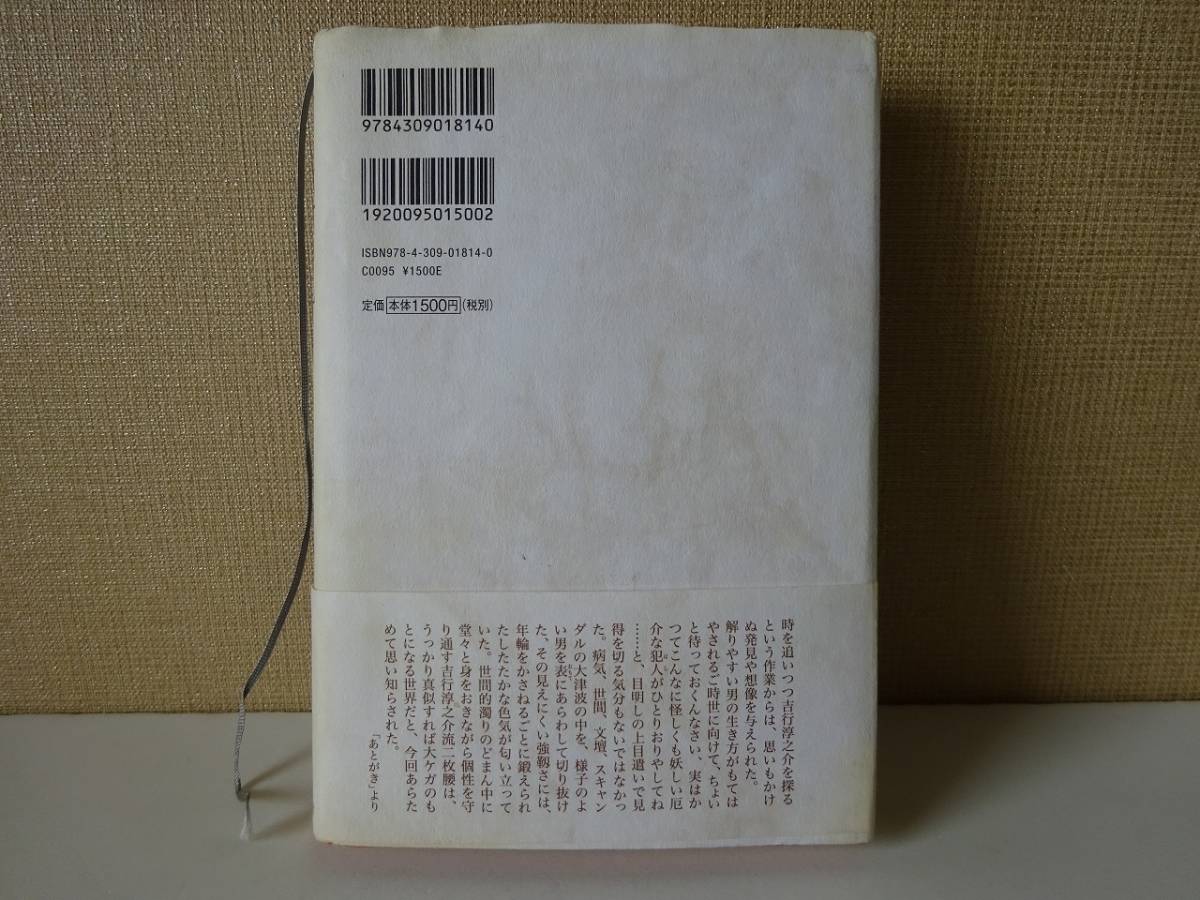 9784309018140
1920095015002
ISBN978-4-309-01814-0
C0095 ¥1500E
定価 本体1500円(税別)
時を追いつつ吉行淳之介を探る
という作業からは、思いもかけ
ぬ発見や想像を与えられた。
解りやすい男の生き方がもては
やされるご時世に向けて、ちょい
と待っておくんなさい、実はか
つてこんなに怪しくも妖しい厄
介な犯人がひとりおりやしてね
……と、目明しの上目遣いで見
得を切る気分もないではなかっ
た。病気、世間、文壇、スキャン
ダルの大津波の中を、様子のよ
い男を表にあらわして切り抜け
た、その見えにくい強靱さには、
年輪をかさねるごとに鍛えられ
たしたたかな色気が匂い立って
いた。世間的濁りのどまん中に
堂々と身をおきながら個性を守
り通す吉行淳之介流二枚腰は、
うっかり真似すれば大ケガのも
とになる世界だと、今回あらた
めて思い知らされた。
「あとがき」より